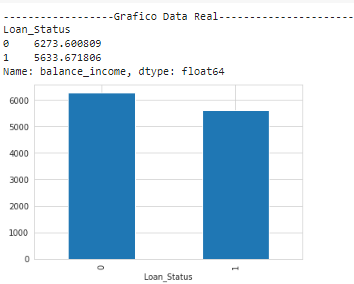 ------------------Grafico Data Real----------------------
Loan_Status
0    6273.600809
1    5633.671806
Name: balance_income, dtype: float64
6000
5000
4000
3000
2000
1000
0
0
1
Loan_Status